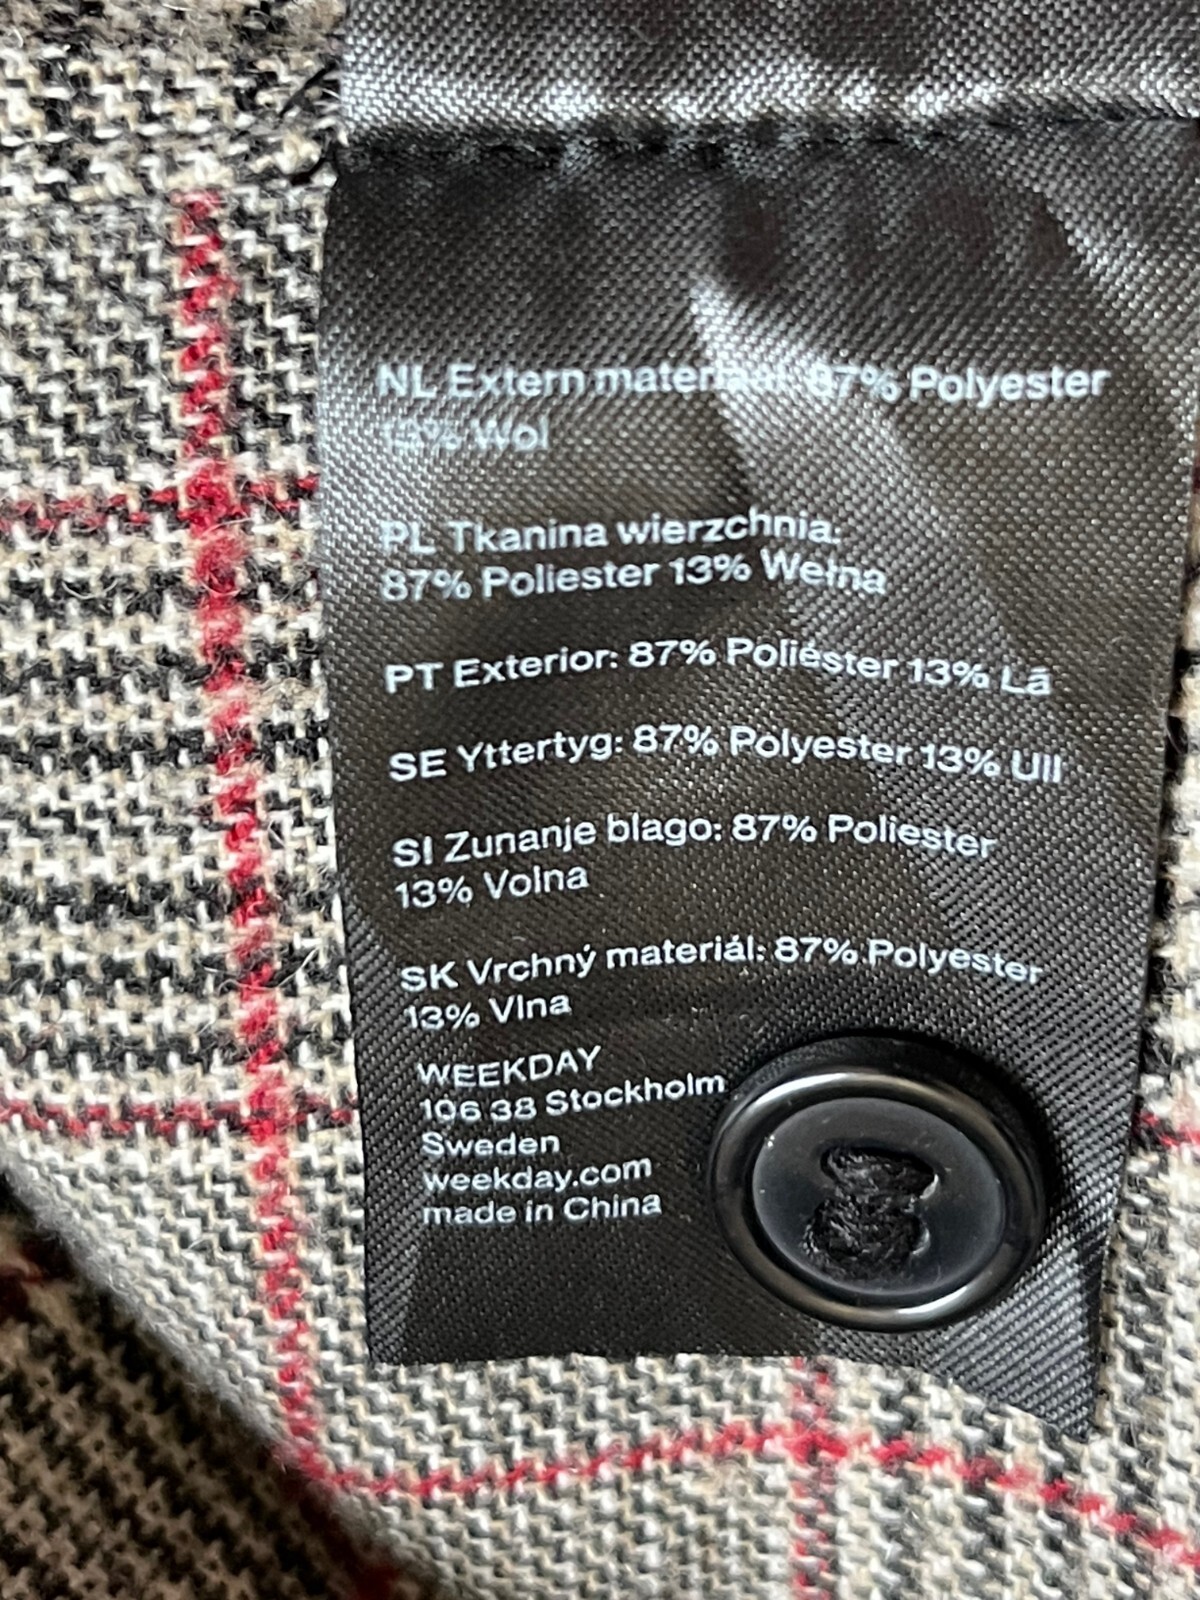 NL Extern materiaal: 87% Polyester
13% Wol
PL Tkanina wierzchnia:
87% Poliester 13% Wełna
PT Exterior: 87% Poliéster 13% Lã
SE Yttertyg: 87% Polyester 13% Ull
SI Zunanje blago: 87% Poliester
13% Volna
SK Vrchný materiál: 87% Polyester
13% Vlna
WEEKDAY
106 38 Stockholm
Sweden
weekday.com
made in China